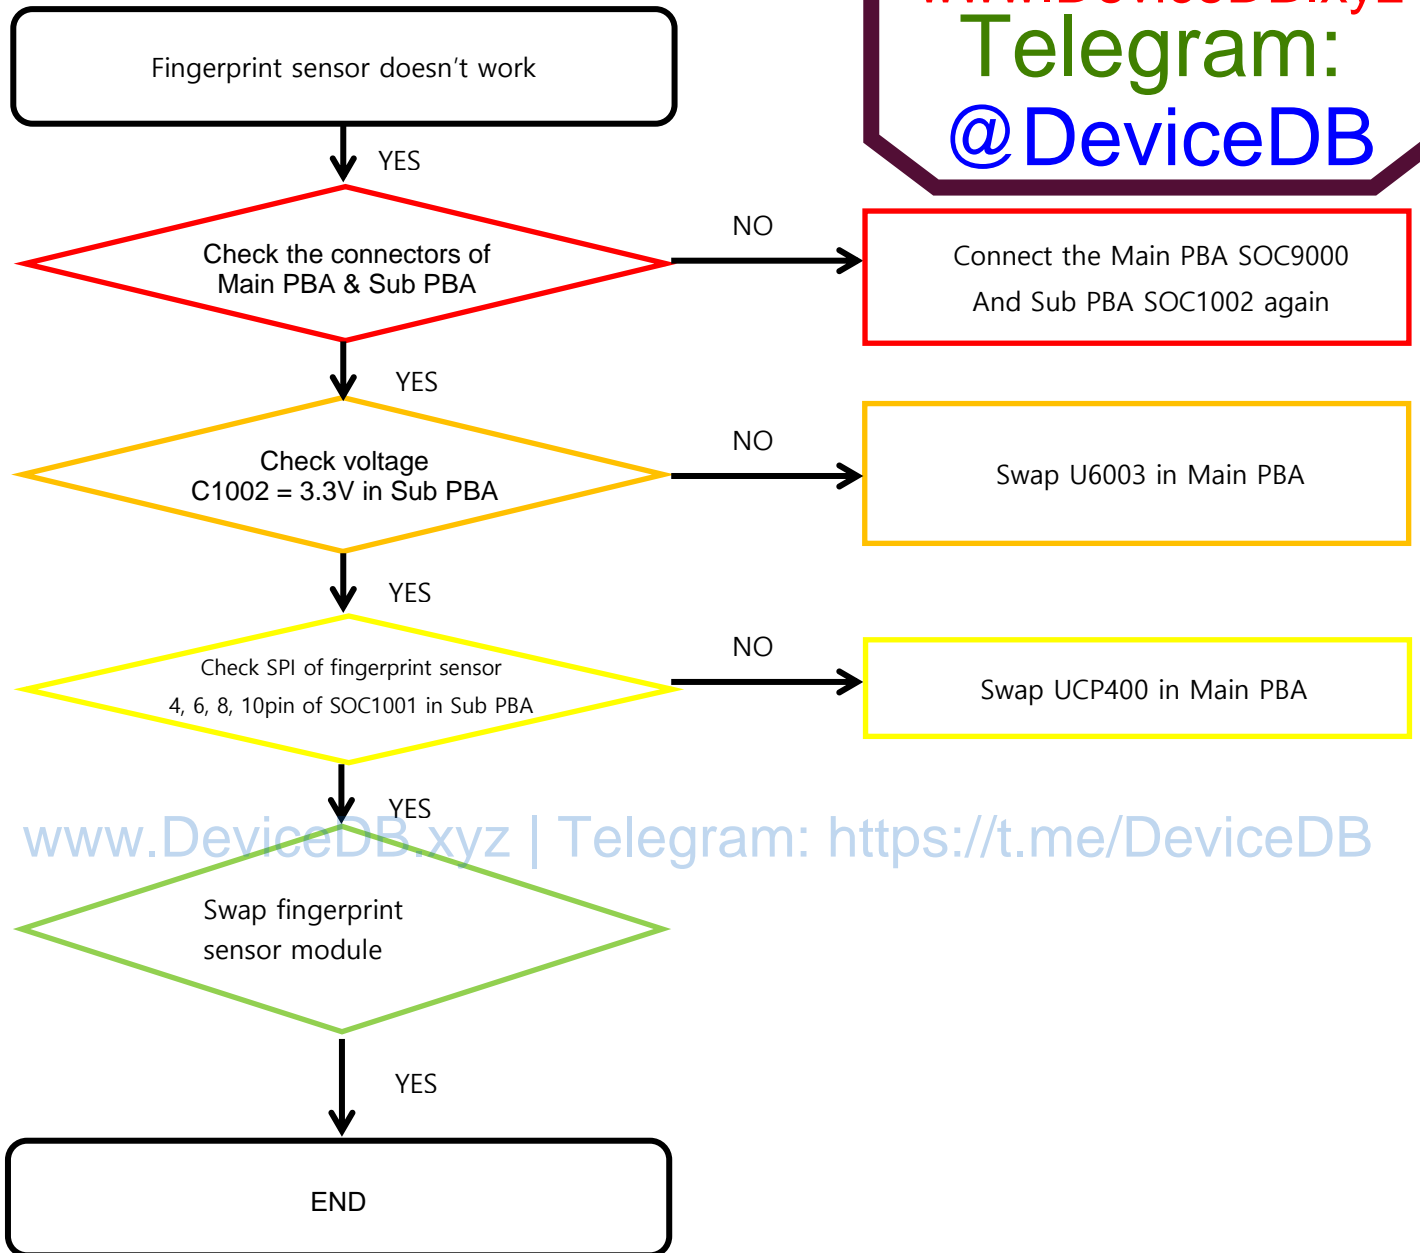 Telegram:
@DeviceDB
Fingerprint sensor doesn't work
YES
Check the connectors of
Main PBA & Sub PBA
NO
Connect the Main PBA SOC9000
And Sub PBA SOC1002 again
YES
Check voltage
C1002 = 3.3V in Sub PBA
NO
Swap U6003 in Main PBA
YES
Check SPI of fingerprint sensor
4, 6, 8, 10pin of SOC1001 in Sub PBA
NO
Swap UCP400 in Main PBA
YES
www.DeviceDB.xyz | Telegram: https://t.me/DeviceDB
Swap fingerprint
sensor module
YES
END